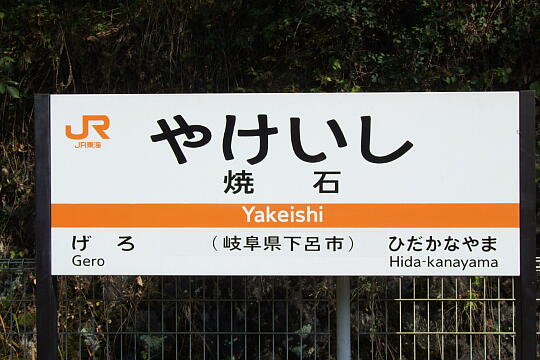 JR
JR東海
やけいし
焼石
Yakeishi
げろ
Gero
(岐阜県下呂市)
ひだかなやま
Hida-kanayama